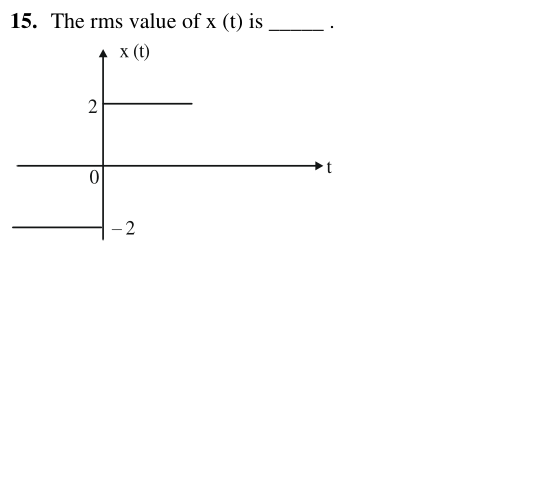 15. The rms value of x (t) is _____ .
x (t)
2
0
t
–2